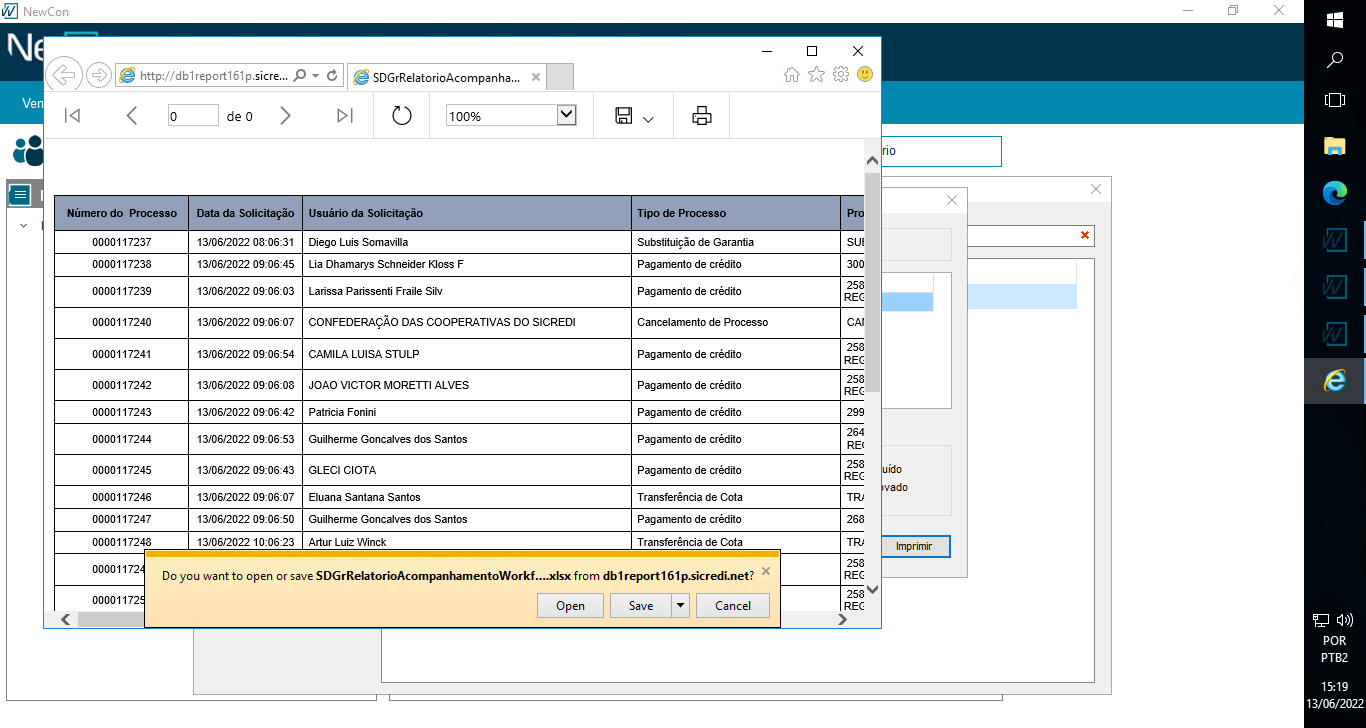 NewCon
http://db1report161p.sicre...
SDGrRelatorioAcompanha...
0 de 0
100%
rio
Número do Processo Data da Solicitação Usuário da Solicitação Tipo de Processo Pro
0000117237 13/06/2022 08:06:31 Diego Luis Somavilla Substituição de Garantia SUB
0000117238 13/06/2022 09:06:45 Lia Dhamarys Schneider Kloss F Pagamento de crédito 300
0000117239 13/06/2022 09:06:03 Larissa Parissenti Fraile Silv Pagamento de crédito 258
REG
0000117240 13/06/2022 09:06:07 CONFEDERAÇÃO DAS COOPERATIVAS DO SICREDI Cancelamento de Processo CAN
0000117241 13/06/2022 09:06:54 CAMILA LUISA STULP Pagamento de crédito 258
REG
0000117242 13/06/2022 09:06:08 JOAO VICTOR MORETTI ALVES Pagamento de crédito 258
REG
0000117243 13/06/2022 09:06:42 Patricia Fonini Pagamento de crédito 299
0000117244 13/06/2022 09:06:53 Guilherme Goncalves dos Santos Pagamento de crédito 264
REG
0000117245 13/06/2022 09:06:43 GLECI CIOTA Pagamento de crédito 258
REG
0000117246 13/06/2022 09:06:07 Eluana Santana Santos Transferência de Cota TRA
0000117247 13/06/2022 09:06:50 Guilherme Goncalves dos Santos Pagamento de crédito 268
0000117248 13/06/2022 10:06:23 Artur Luiz Winck Transferência de Cota TRA
000011724 258
REG
000011725 258
REG
uído
ovado
Imprimir
Do you want to open or save SDGrRelatorioAcompanhamentoWorkf....xlsx from db1report161p.sicredi.net?
Open Save Cancel
POR
PTB2
15:19
13/06/2022